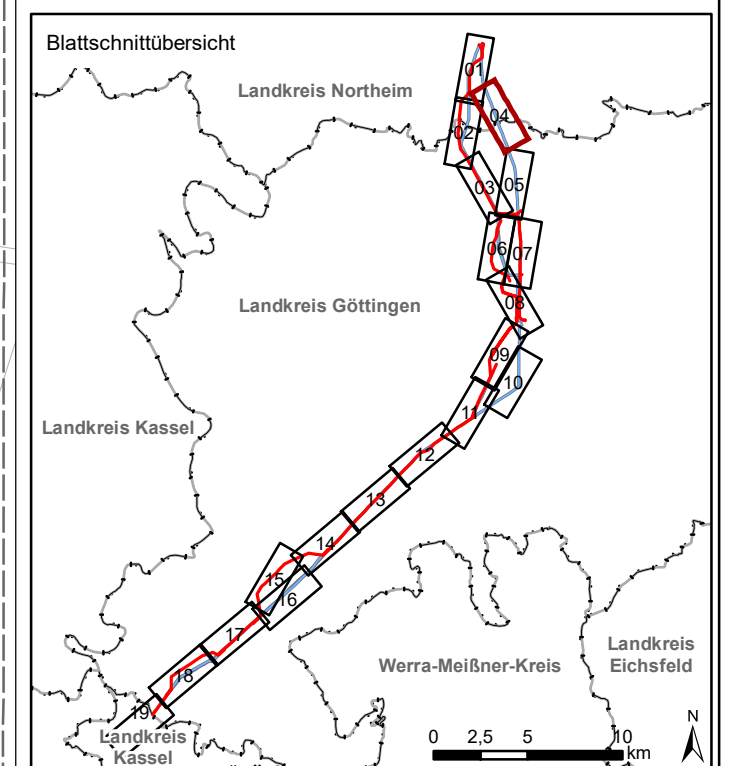 Blattschnittübersicht
Landkreis Northeim
01
04
02
03
05
06
07
08
Landkreis Göttingen
09
10
11
Landkreis Kassel
12
13
14
15
16
17
18
19
Werra-Meißner-Kreis
Landkreis
Eichsfeld
Landkreis
Kassel
N
0 2,5 5 10
km